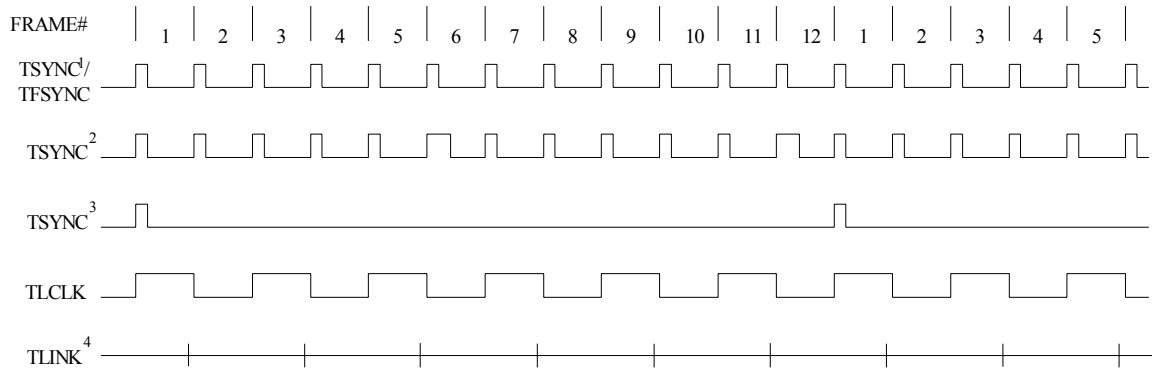 FRAME# 1 2 3 4 5 6 7 8 9 10 11 12 1 2 3 4 5
TSYNC1/
TFSYNC
TSYNC2
TSYNC3
TLCLK
TLINK4